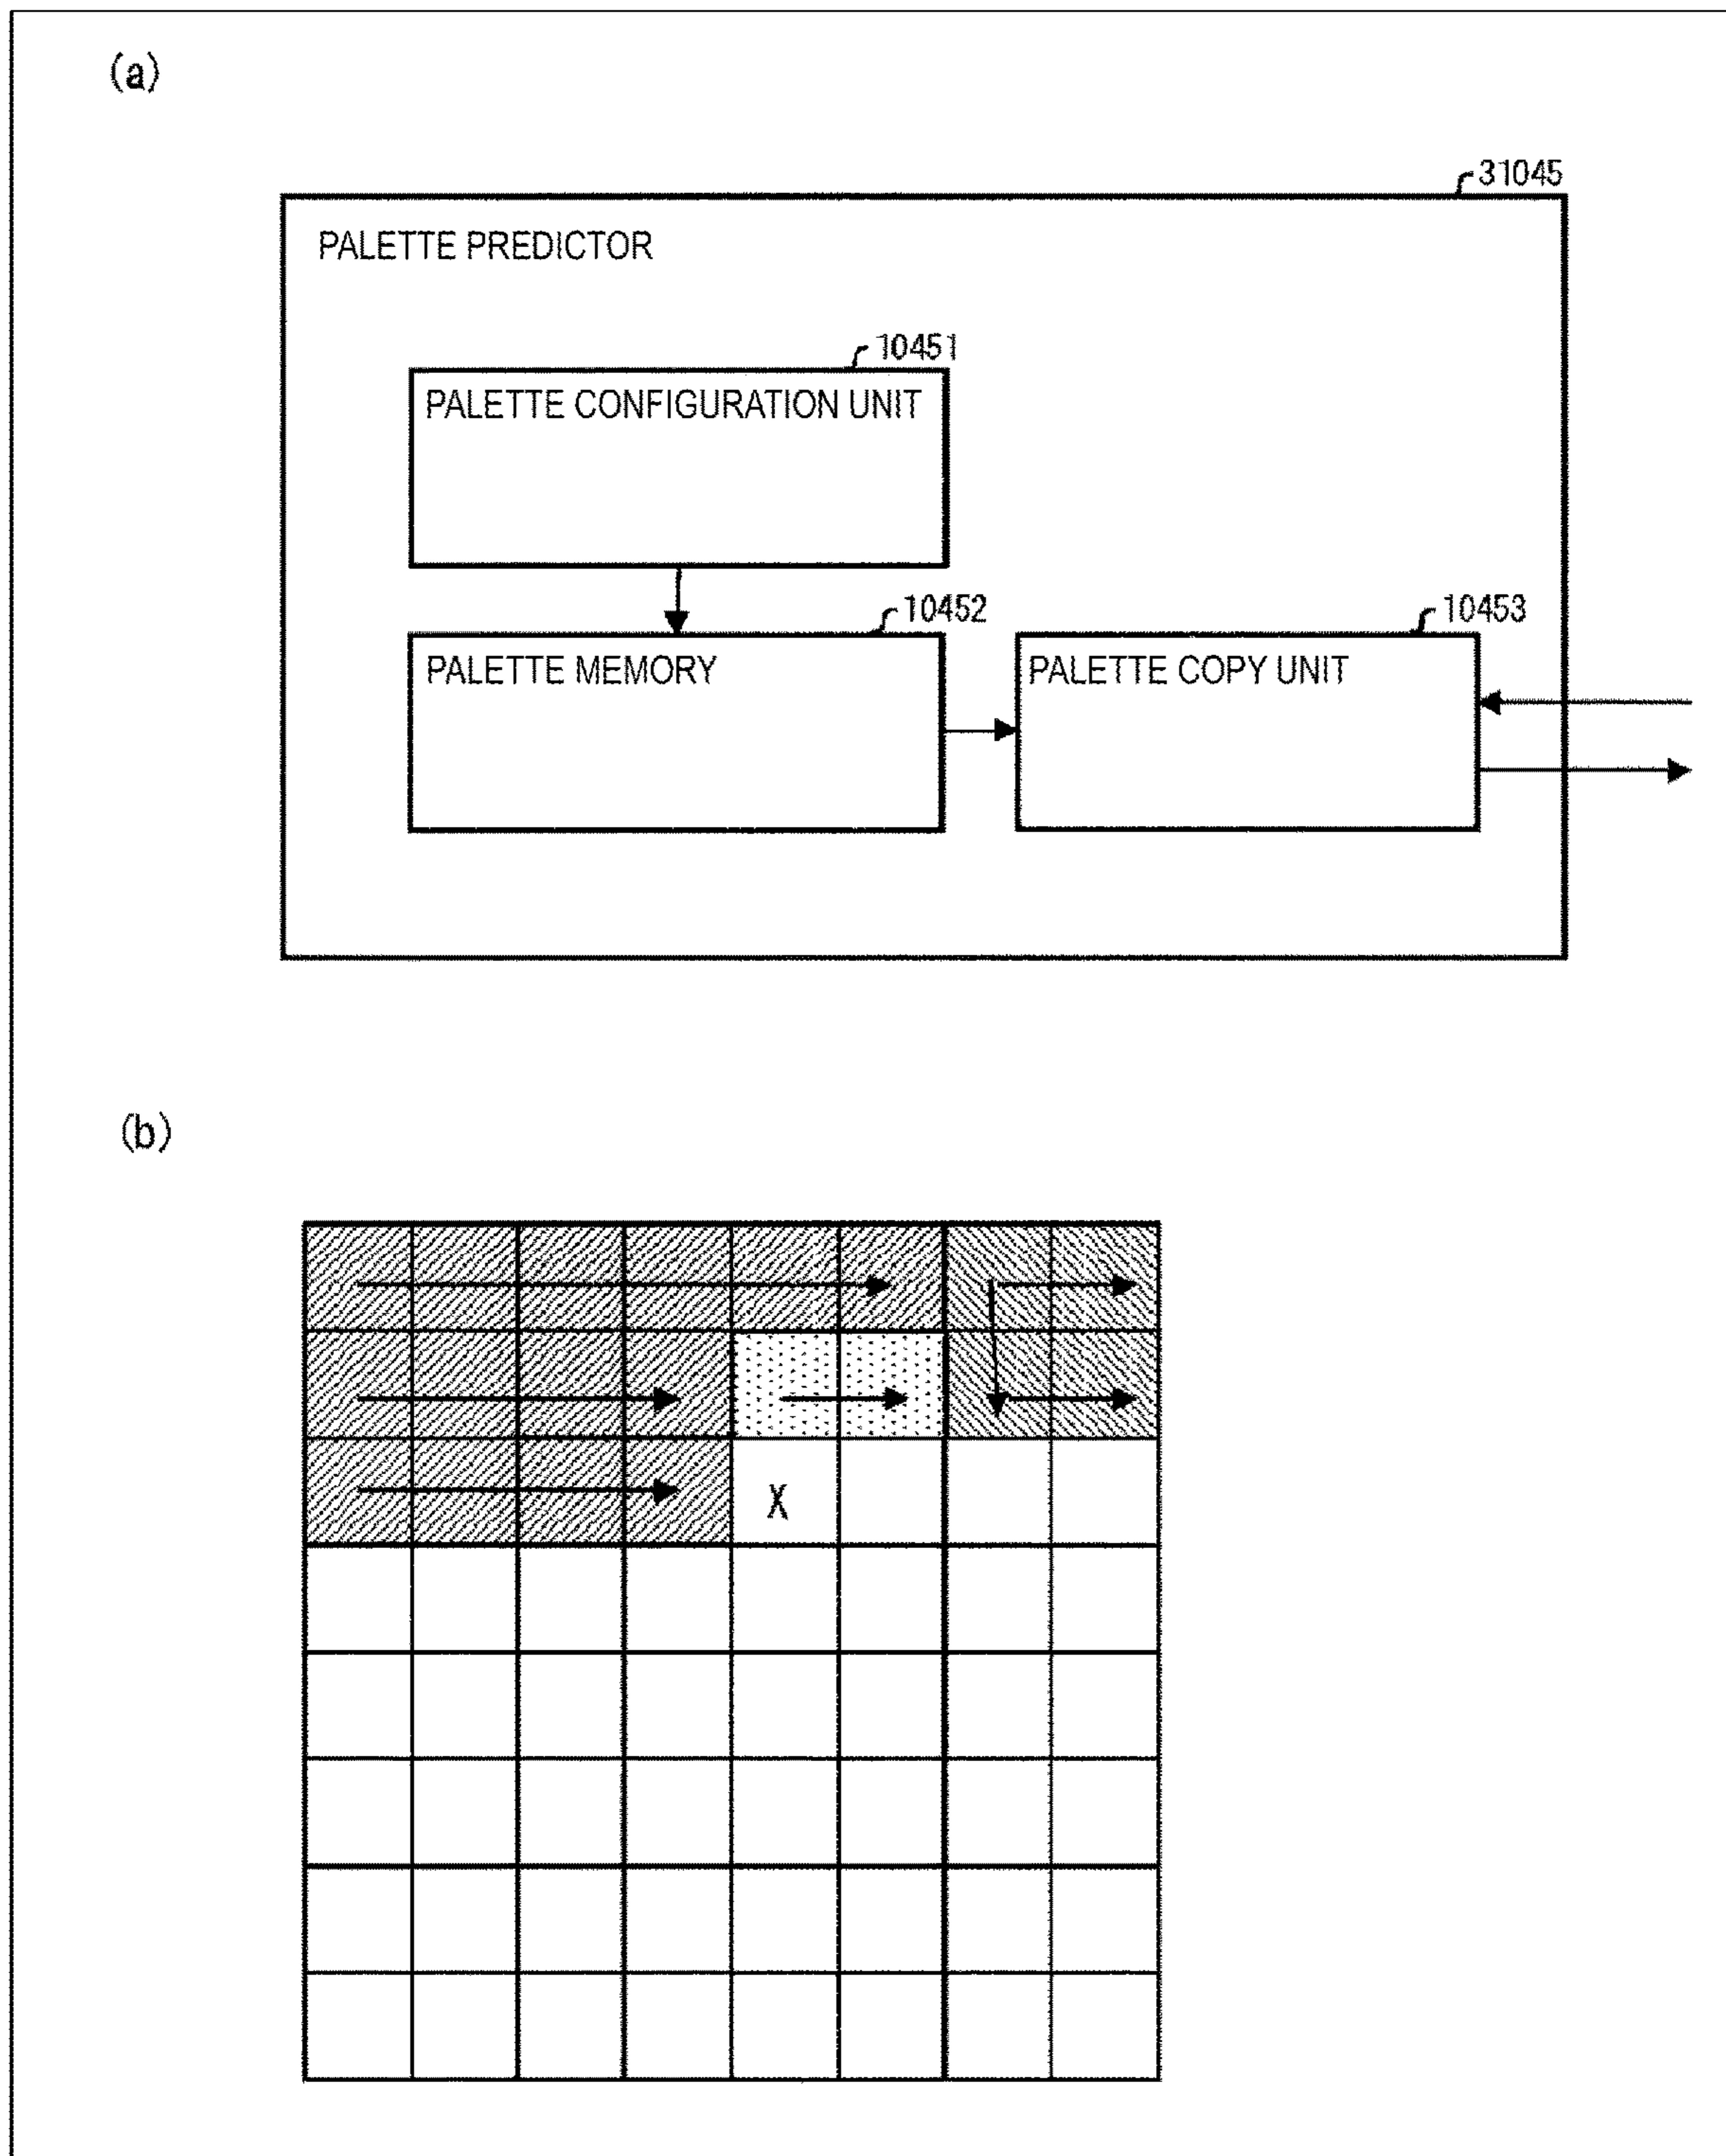 (a)
31045
PALETTE PREDICTOR
10451
PALETTE CONFIGURATION UNIT
10452
10453
PALETTE MEMORY
PALETTE COPY UNIT
(b)
X